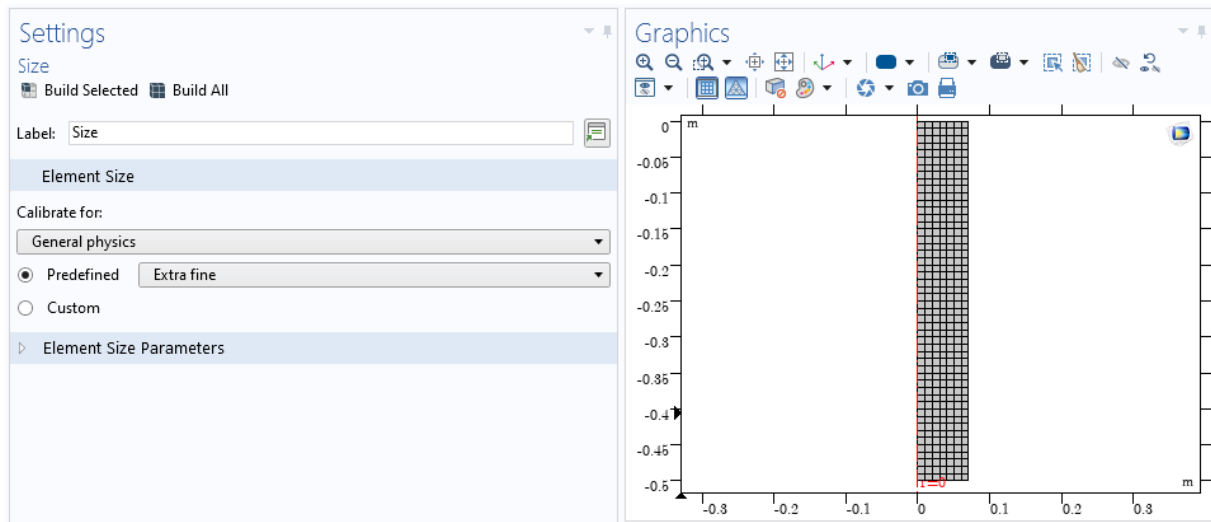 Settings
Size
Build Selected Build All
Label: Size
Element Size
Calibrate for:
General physics
Predefined Extra fine
Custom
Element Size Parameters
Graphics
m
0
-0.05
-0.1
-0.15
-0.2
-0.25
-0.3
-0.35
-0.4
-0.45
-0.5
r=0
m
-0.3 -0.2 -0.1 0 0.1 0.2 0.3